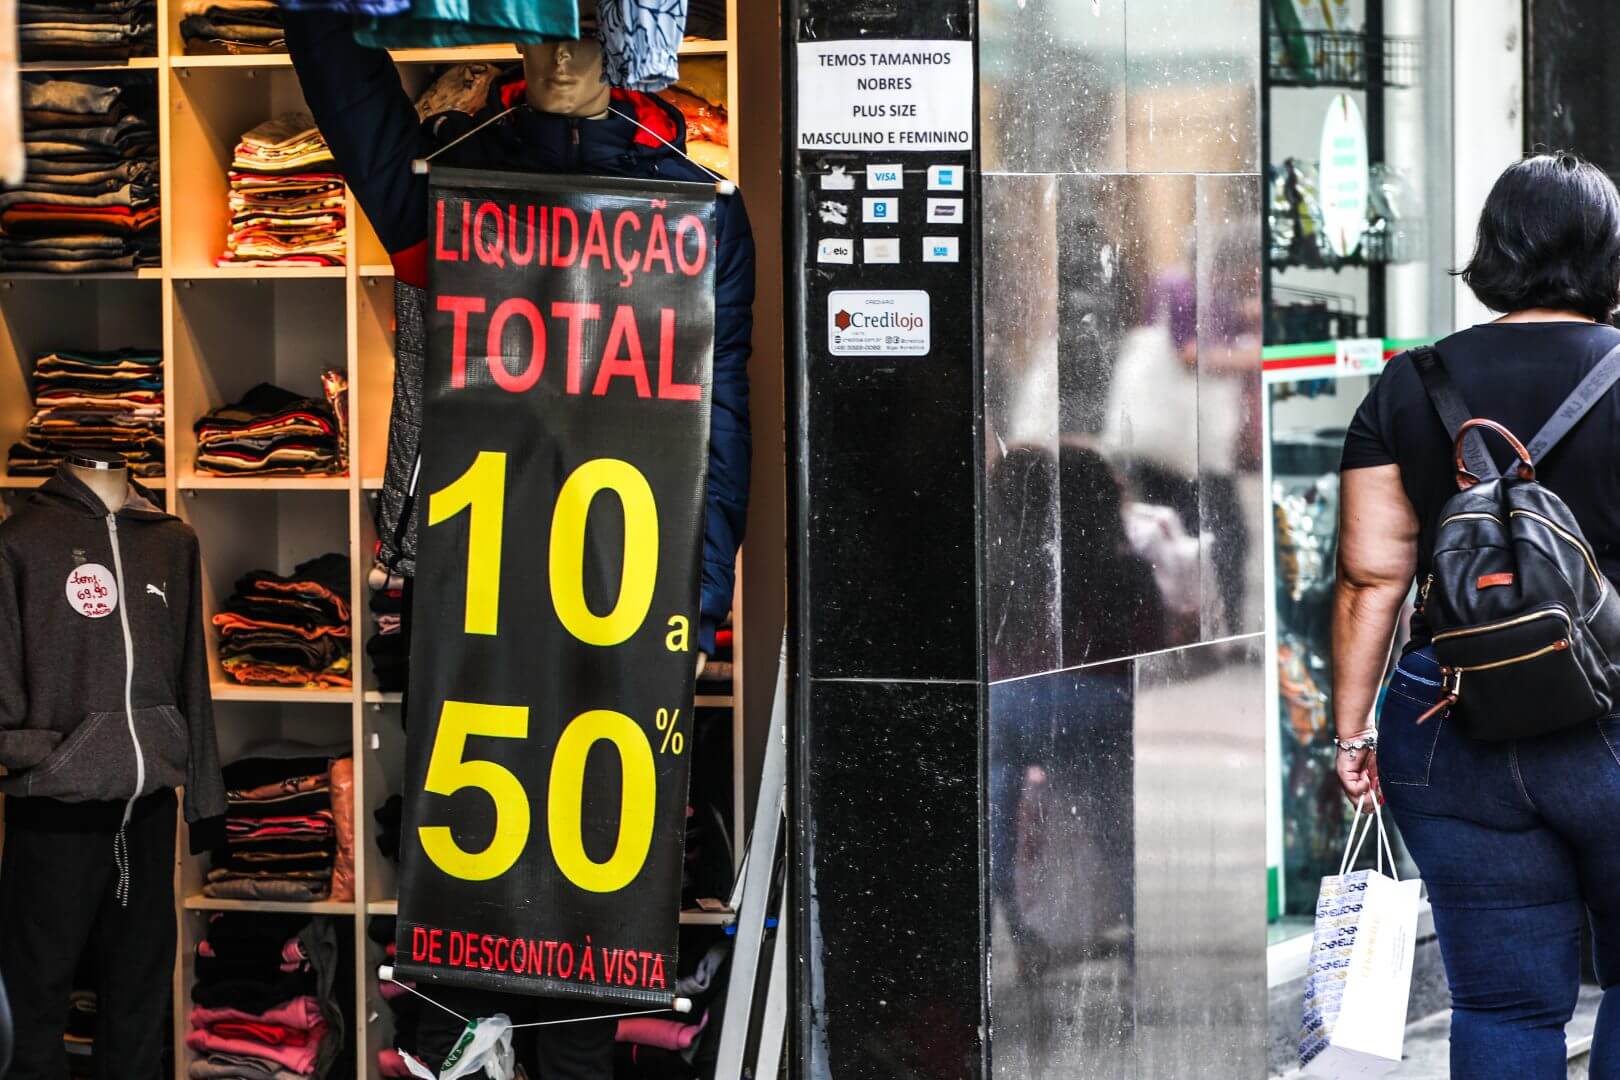 LIQUIDAÇÃO
TOTAL
10 a
50%
DE DESCONTO À VISTA
TEMOS TAMANHOS
NOBRES
PLUS SIZE
MASCULINO E FEMININO
VISA
elo
CREDIÁRIO
Crediloja
69,90